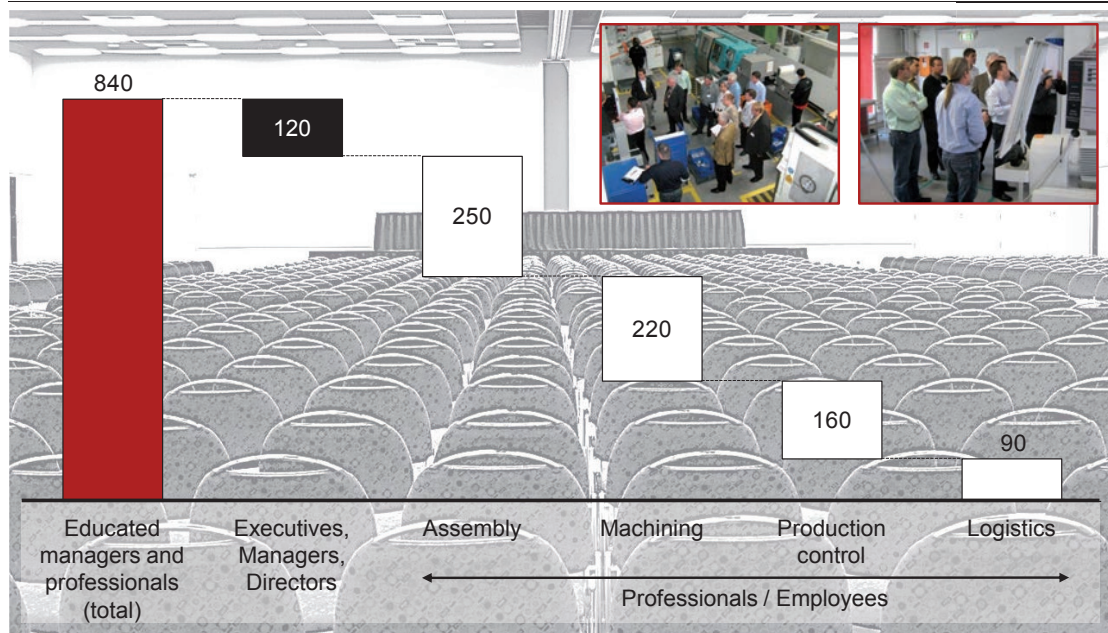 840
120
250
220
160
90
Educated
managers and
professionals
(total)
Executives,
Managers,
Directors
Assembly
Machining
Production
control
Logistics
Professionals / Employees